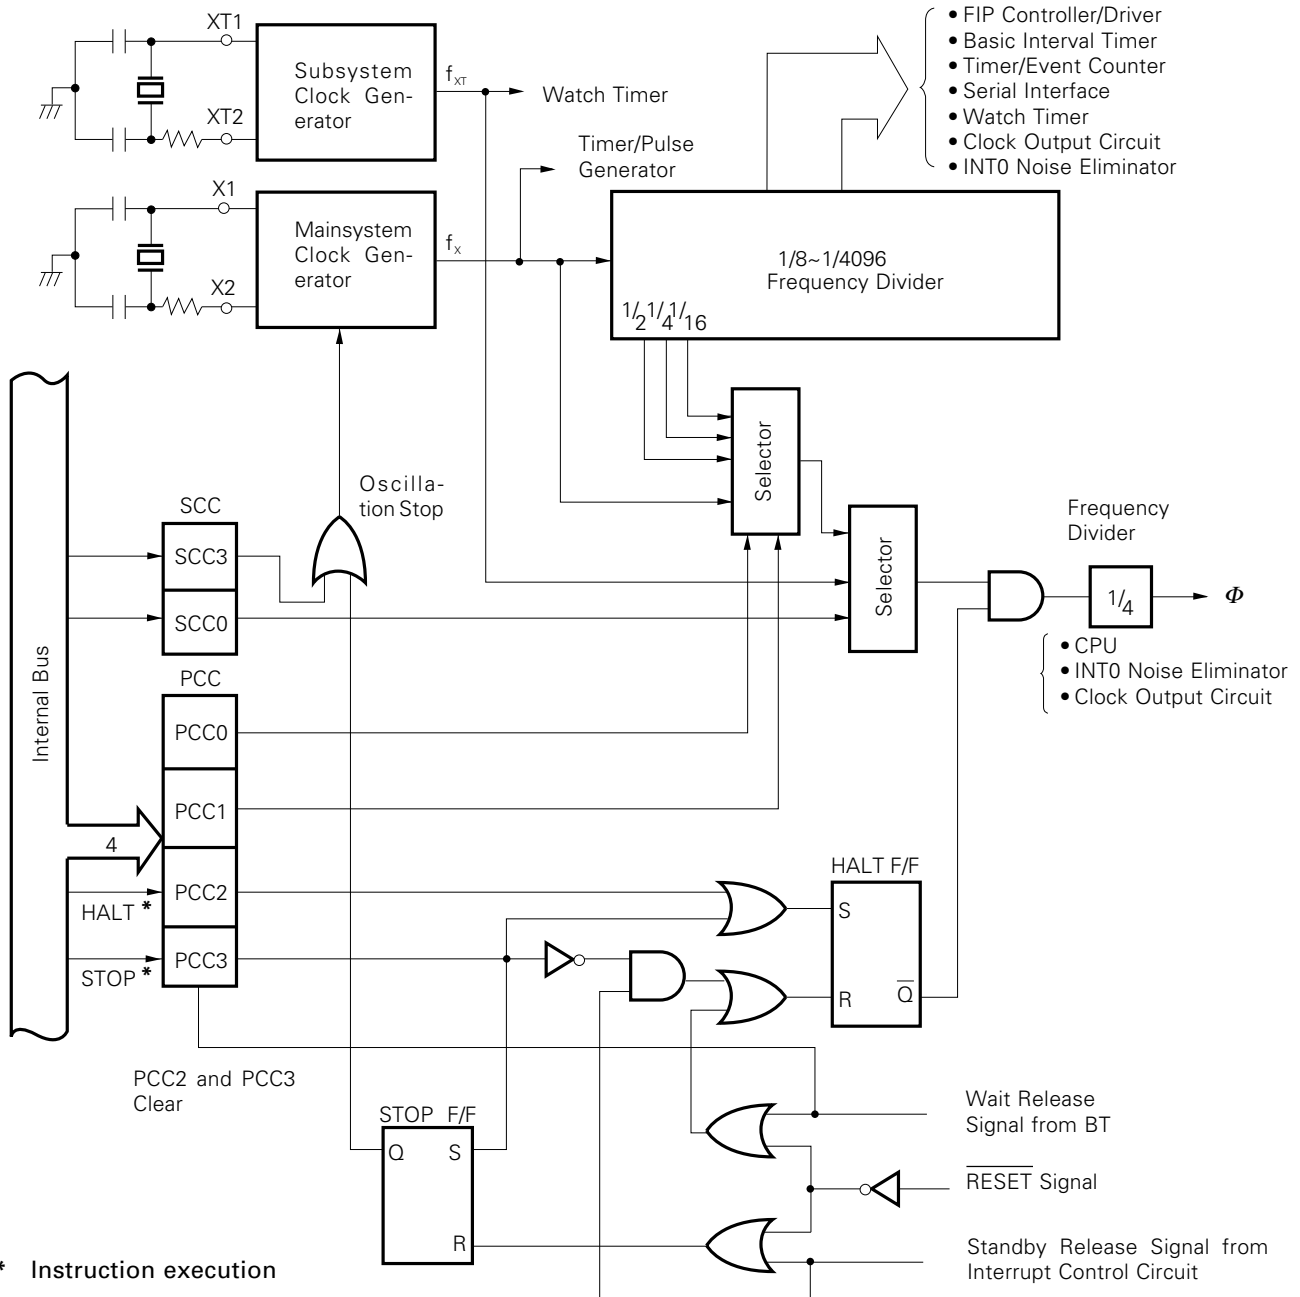 XT1
XT2
Subsystem
Clock Gen-
erator
fXT
Watch Timer
Timer/Pulse
Generator
• FIP Controller/Driver
• Basic Interval Timer
• Timer/Event Counter
• Serial Interface
• Watch Timer
• Clock Output Circuit
• INT0 Noise Eliminator
X1
X2
Mainsystem
Clock Gen-
erator
fX
1/8~1/4096
Frequency Divider
1/2 1/4 1/16
Selector
Selector
Oscilla-
tion Stop
Internal Bus
SCC
SCC3
SCC0
PCC
PCC0
PCC1
PCC2
PCC3
4
HALT *
STOP *
Frequency
Divider
1/4
Φ
• CPU
• INT0 Noise Eliminator
• Clock Output Circuit
HALT F/F
S
R
Q̅
PCC2 and PCC3
Clear
STOP F/F
Q
S
R
Wait Release
Signal from BT
R̅E̅S̅E̅T̅ Signal
Standby Release Signal from
Interrupt Control Circuit
* Instruction execution